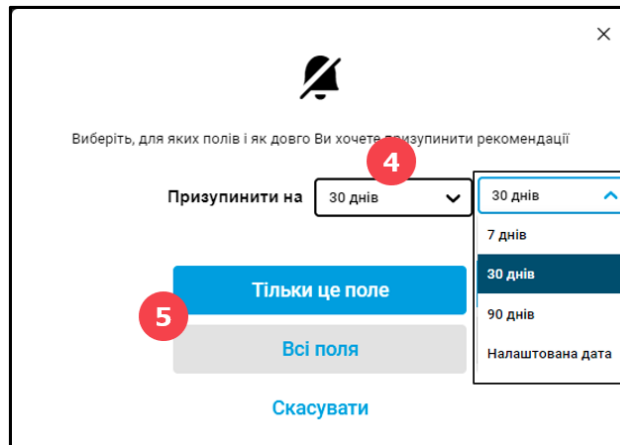 Виберіть, для яких полів і як довго Ви хочете призупинити рекомендації
4
Призупинити на
30 днів
30 днів
7 днів
30 днів
90 днів
Налаштована дата
5
Тільки це поле
Всі поля
Скасувати